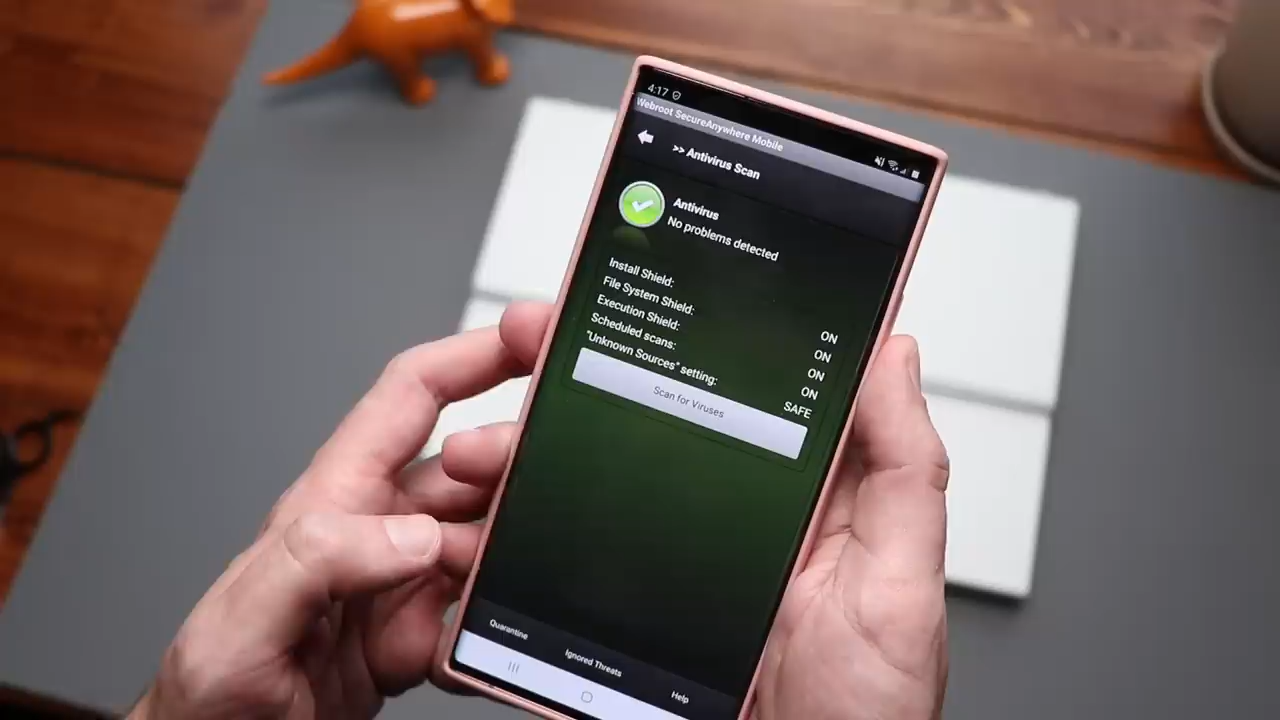 4:17
Webroot SecureAnywhere Mobile
>> Antivirus Scan
Antivirus
No problems detected
Install Shield: ON
File System Shield: ON
Execution Shield: ON
Scheduled scans: ON
"Unknown Sources" setting: SAFE
Scan for Viruses
Quarantine
Ignored Threats
Help